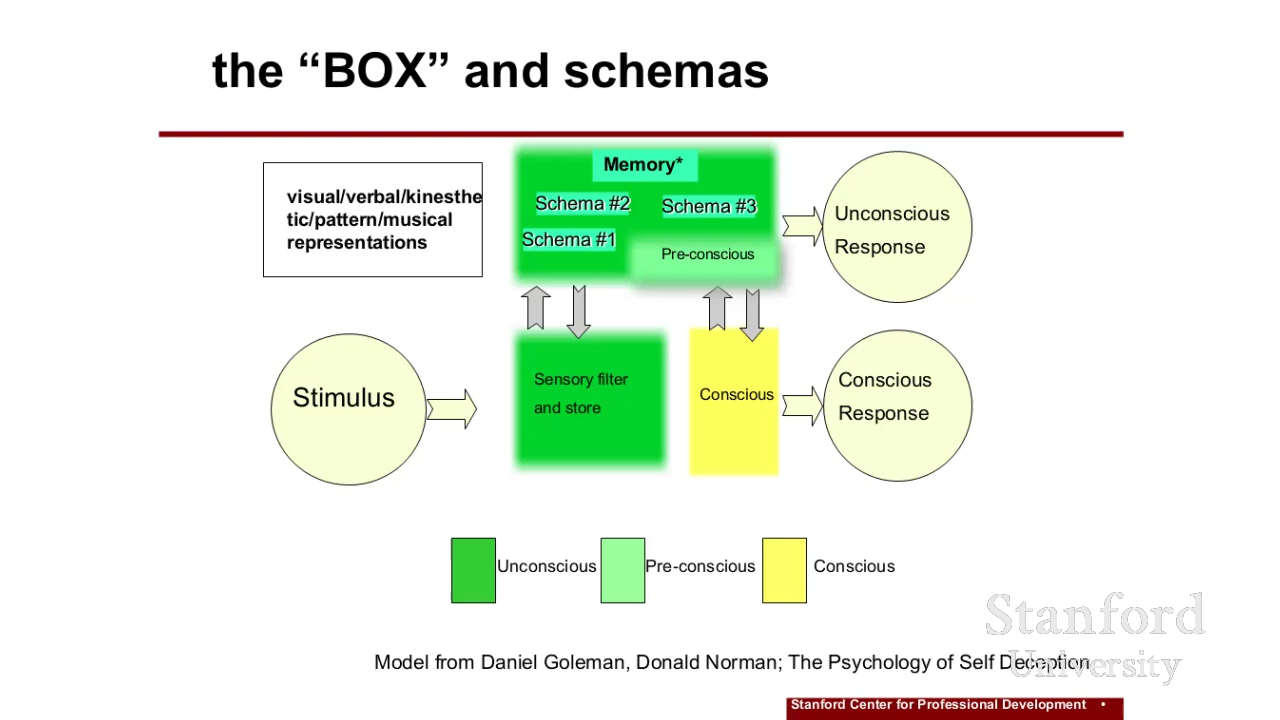 the “BOX” and schemas
visual/verbal/kinesthe
tic/pattern/musical
representations
Memory*
Schema #2
Schema #3
Schema #1
Pre-conscious
Unconscious
Response
Stimulus
Sensory filter
and store
Conscious
Conscious
Response
Unconscious
Pre-conscious
Conscious
Model from Daniel Goleman, Donald Norman; The Psychology of Self Deception
Stanford
University
Stanford Center for Professional Development •